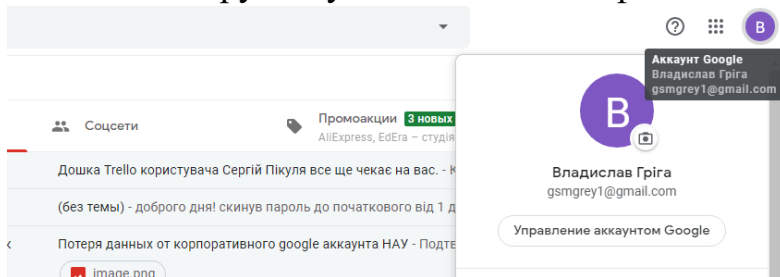 B
Аккаунт Google
Владислав Гріга
gsmgrey1@gmail.com
B
Владислав Гріга
gsmgrey1@gmail.com
Управление аккаунтом Google
Соцсети
Промоакции 3 новых
AliExpress, EdEra – студія
Дошка Trello користувача Сергій Пікуля все ще чекає на вас. - К
(без темы) - доброго дня! скинув пароль до початкового від 1 д
Потеря данных от корпоративного google аккаунта НАУ - Подтв
image.png